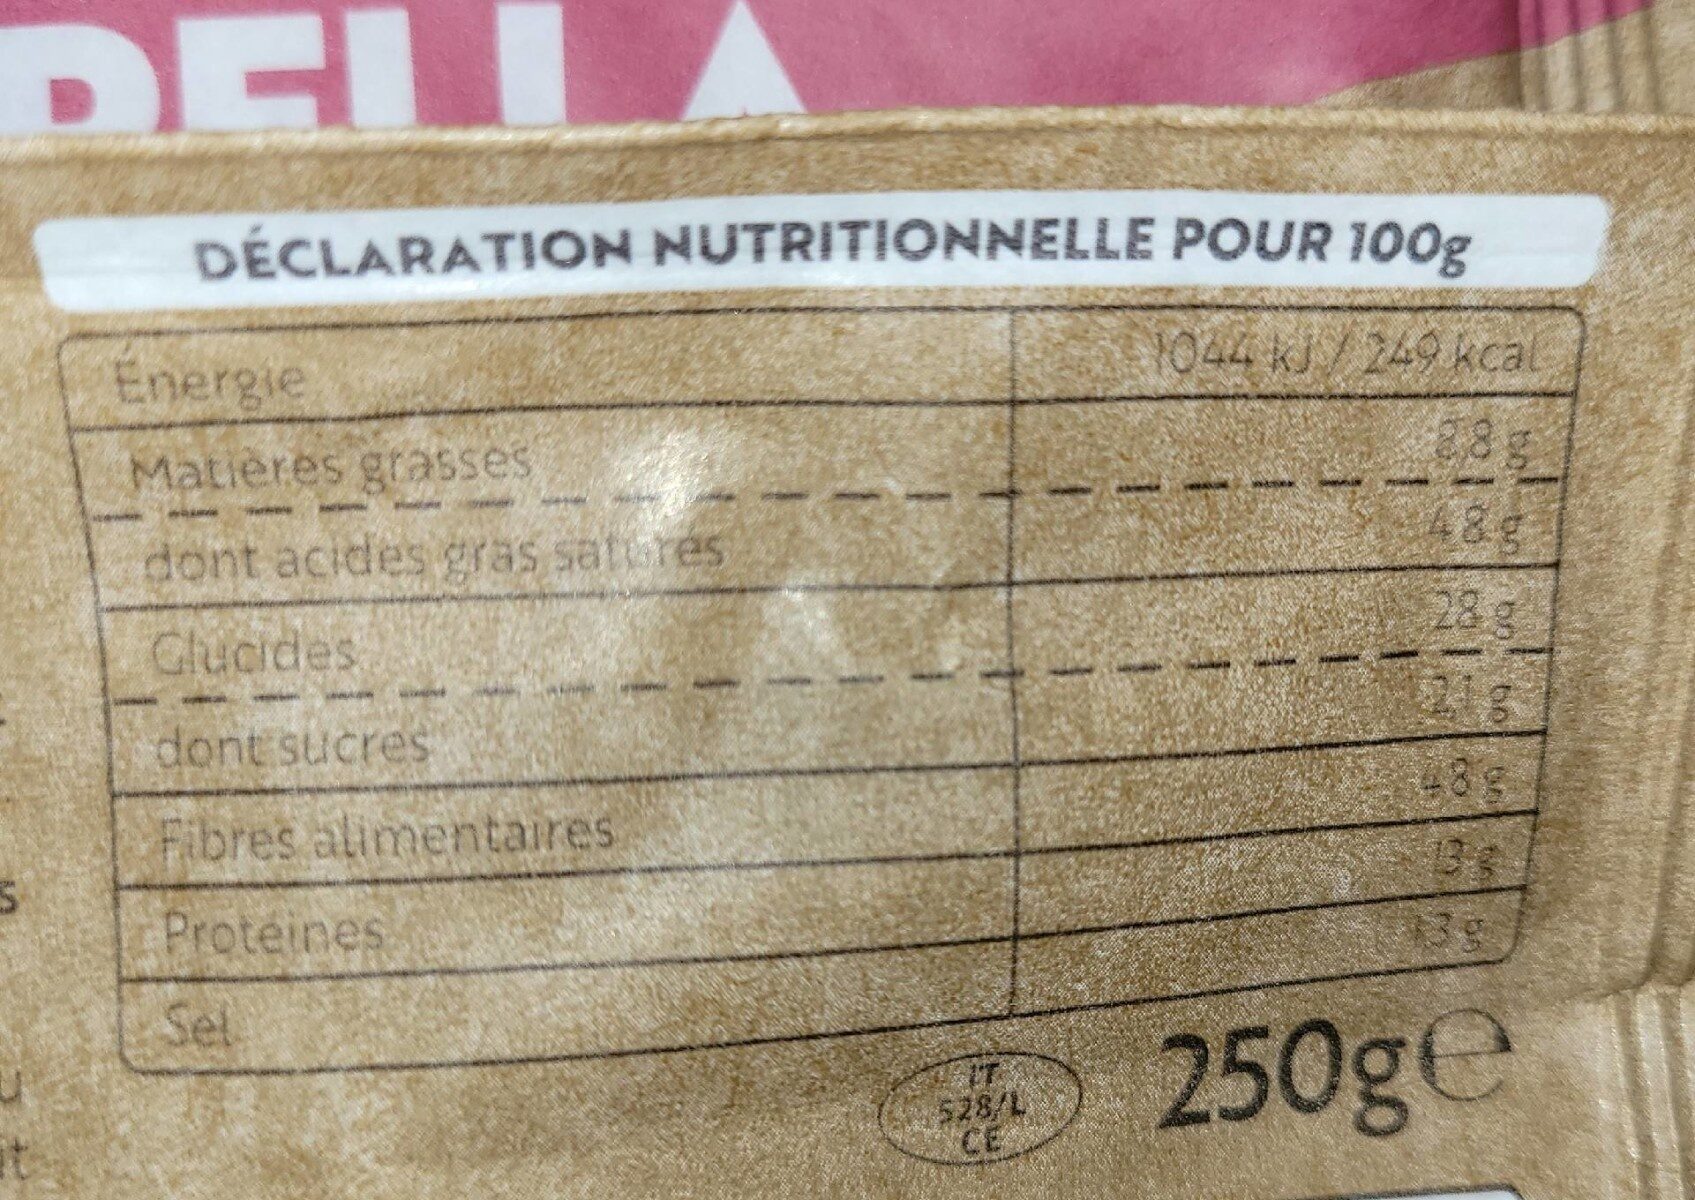 DÉCLARATION NUTRITIONNELLE POUR 100g
Énergie 1044 kJ / 249 kcal
Matières grasses 8.8 g
dont acides gras saturés 4.8 g
Glucides 28 g
dont sucres 2.1 g
Fibres alimentaires 4.8 g
Protéines 13 g
Sel 1.3 g
IT
528/L
CE
250g e